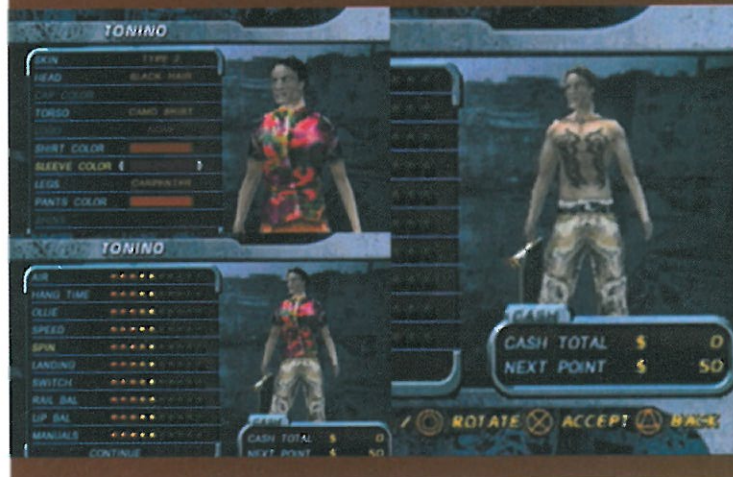 TONINO
SKIN TYPE 2
HEAD BLACK HAIR
CAP COLOR
TORSO CAMO SHIRT
SHIRT COLOR
SLEEVE COLOR
LEGS CARPENTER
PANTS COLOR
TONINO
AIR
HANG TIME
OLLIE
SPEED
SPIN
LANDING
SWITCH
RAIL BAL
LIP BAL
MANUALS
CONTINUE
CASH
CASH TOTAL $ 0
NEXT POINT $ 50
CASH
CASH TOTAL $ 0
NEXT POINT $ 50
/ ROTATE ACCEPT BACK